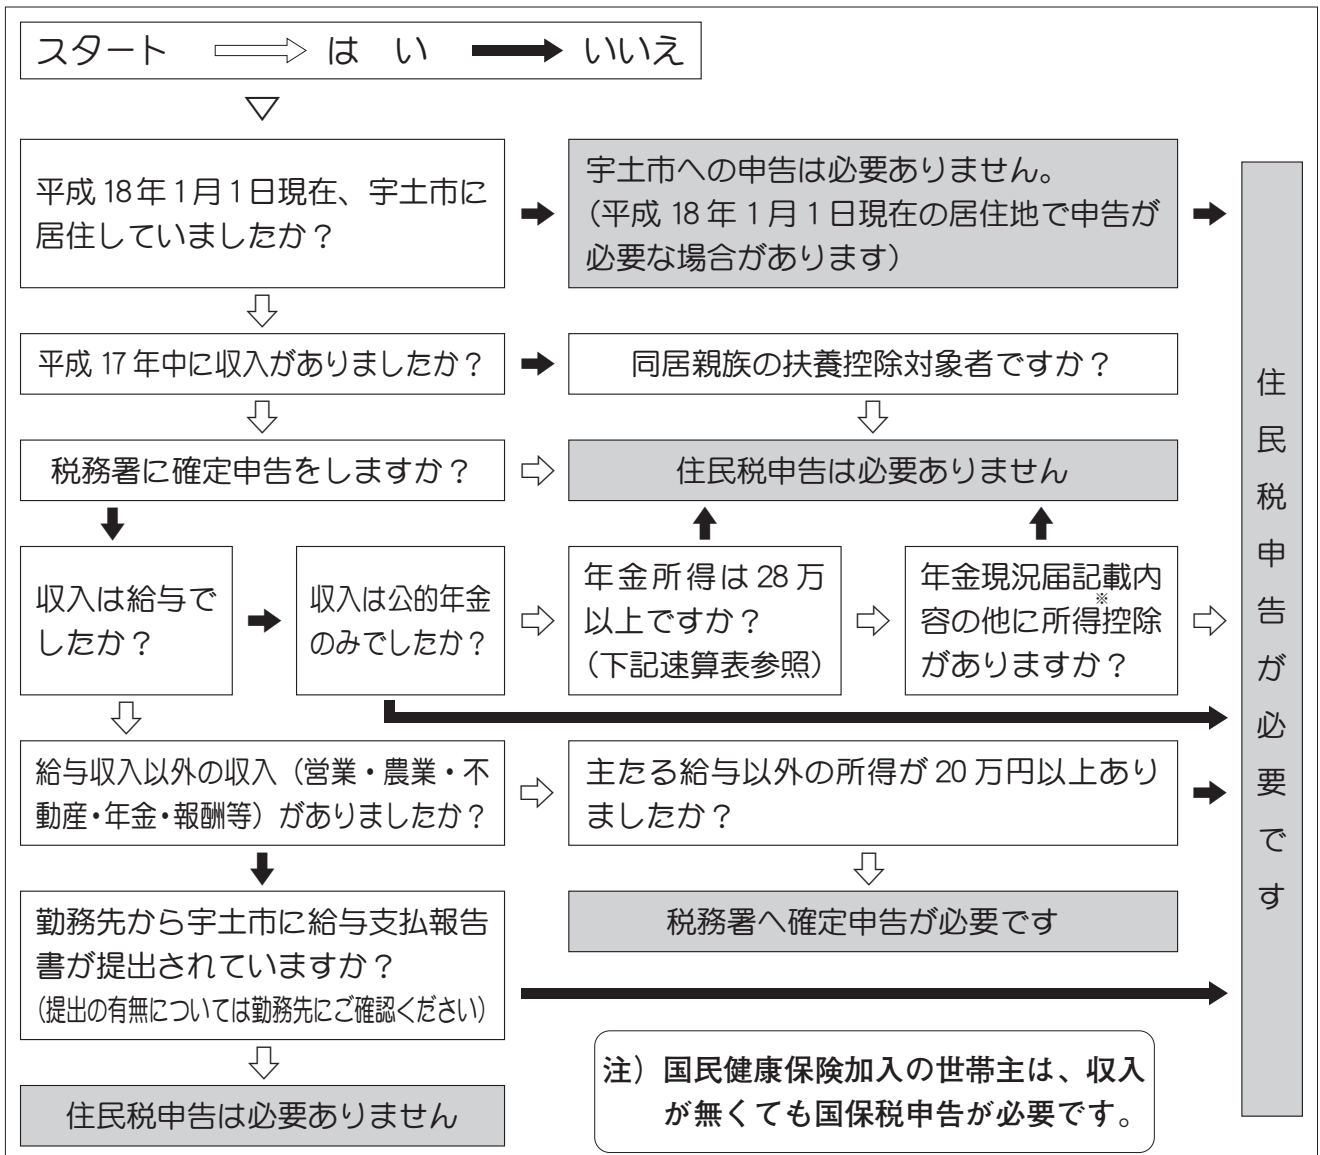 スタート は い いいえ
平成 18 年 1 月 1 日現在、宇土市に
居住していましたか？
宇土市への申告は必要ありません。
（平成 18 年 1 月 1 日現在の居住地で申告が
必要な場合があります）
平成 17 年中に収入がありましたか？
同居親族の扶養控除対象者ですか？
税務署に確定申告をしますか？
住民税申告は必要ありません
収入は給与で
したか？
収入は公的年金
のみでしたか？
年金所得は 28 万
以上ですか？
（下記速算表参照）
年金現況届記載内
※
容の他に所得控除
がありますか？
給与収入以外の収入（営業・農業・不
動産・年金・報酬等）がありましたか？
主たる給与以外の所得が 20 万円以上あり
ましたか？
勤務先から宇土市に給与支払報告
書が提出されていますか？
（提出の有無については勤務先にご確認ください）
税務署へ確定申告が必要です
住民税申告は必要ありません
注）国民健康保険加入の世帯主は、収入
が無くても国保税申告が必要です。
住民税申告が必要です